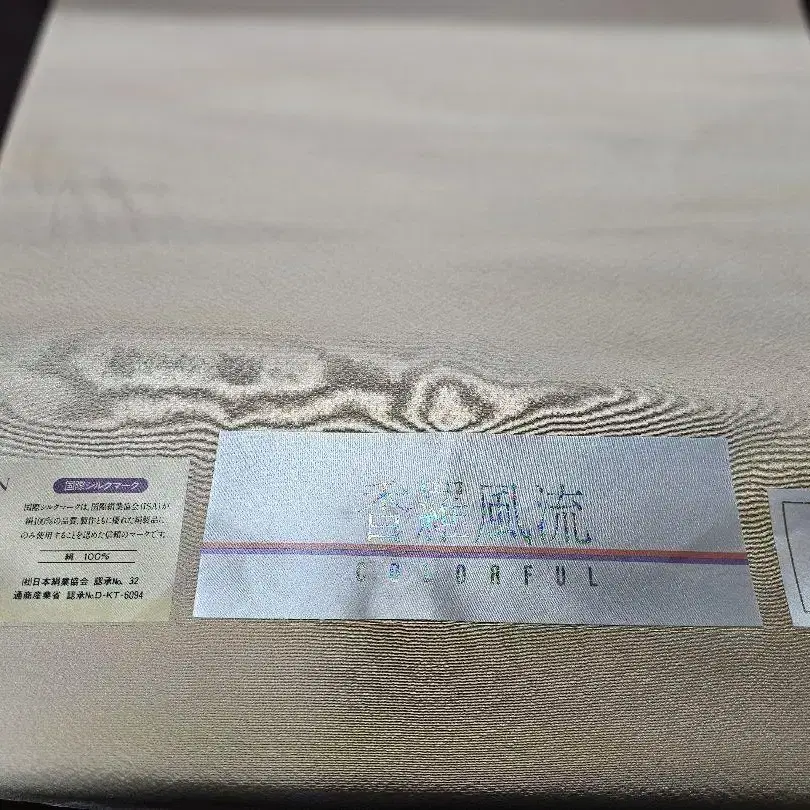 N
国際シルクマーク
国際シルクマークは、国際絹業協会(ISA)が
絹100%の品質、製作ともに優れた絹製品に
のみ使用することを認めた信頼のマークです。
絹 100%
㈳日本絹業協会 認承No. 32
通商産業省 認承No.D-KT-6094
香羅風流
COLORFUL